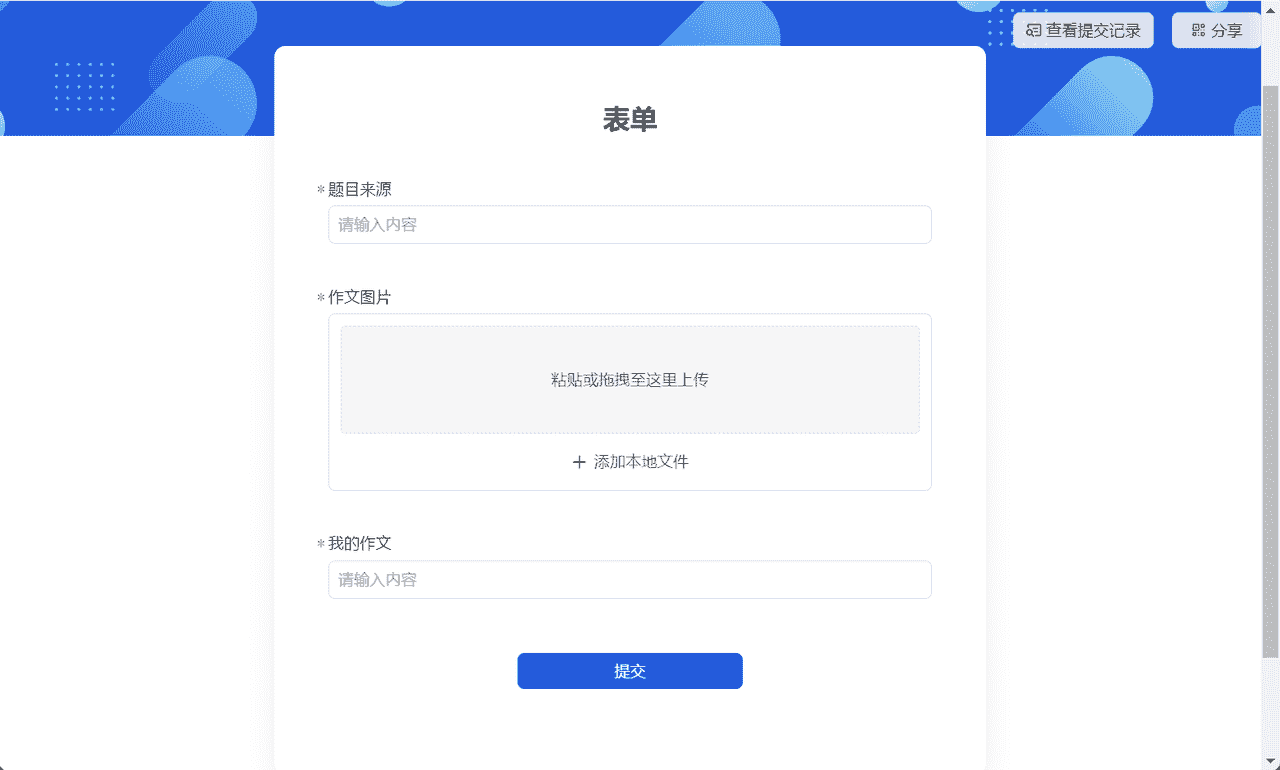 查看提交记录
分享
表单
*题目来源
请输入内容
*作文图片
粘贴或拖拽至这里上传
+ 添加本地文件
*我的作文
请输入内容
提交